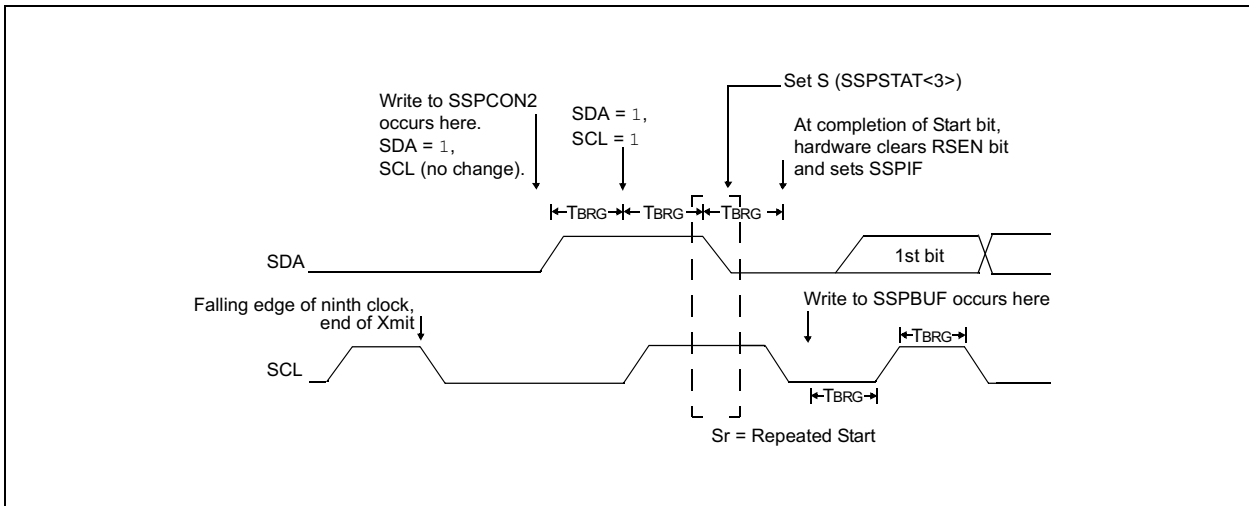 Set S (SSPSTAT<3>)
Write to SSPCON2
occurs here.
SDA = 1,
SCL (no change).
SDA = 1,
SCL = 1
At completion of Start bit,
hardware clears RSEN bit
and sets SSPIF
TBRG
TBRG
TBRG
SDA
1st bit
Falling edge of ninth clock,
end of Xmit
Write to SSPBUF occurs here
TBRG
SCL
TBRG
Sr = Repeated Start